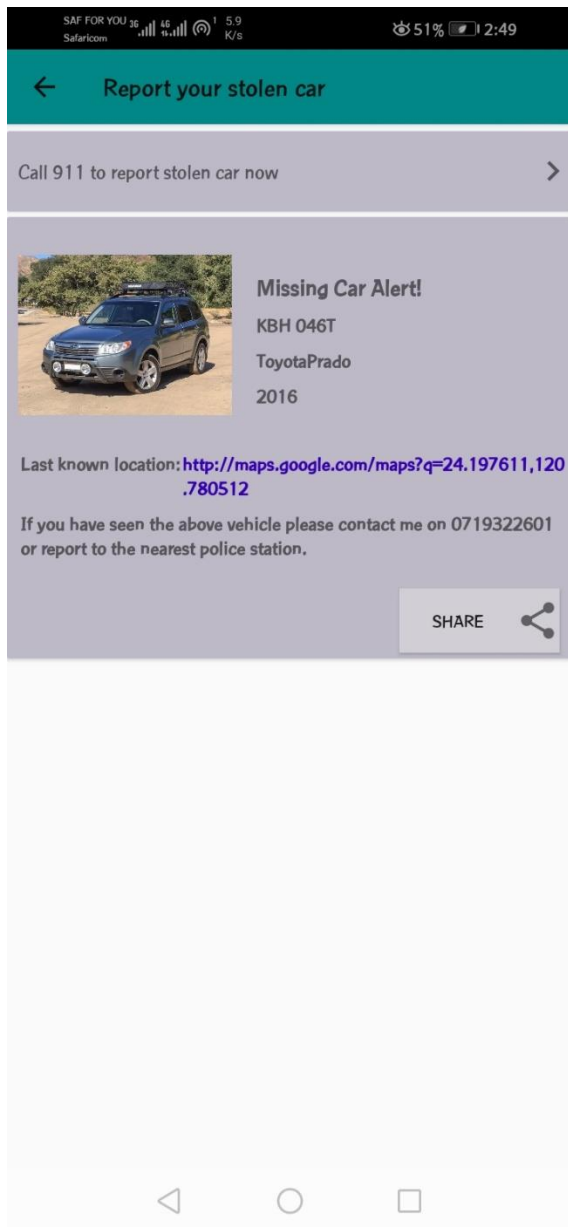 SAF FOR YOU 3G 4G 1 5.9
Safaricom K/s 51% 2:49
Report your stolen car
Call 911 to report stolen car now
Missing Car Alert!
KBH 046T
ToyotaPrado
2016
Last known location: http://maps.google.com/maps?q=24.197611,120
.780512
If you have seen the above vehicle please contact me on 0719322601
or report to the nearest police station.
SHARE